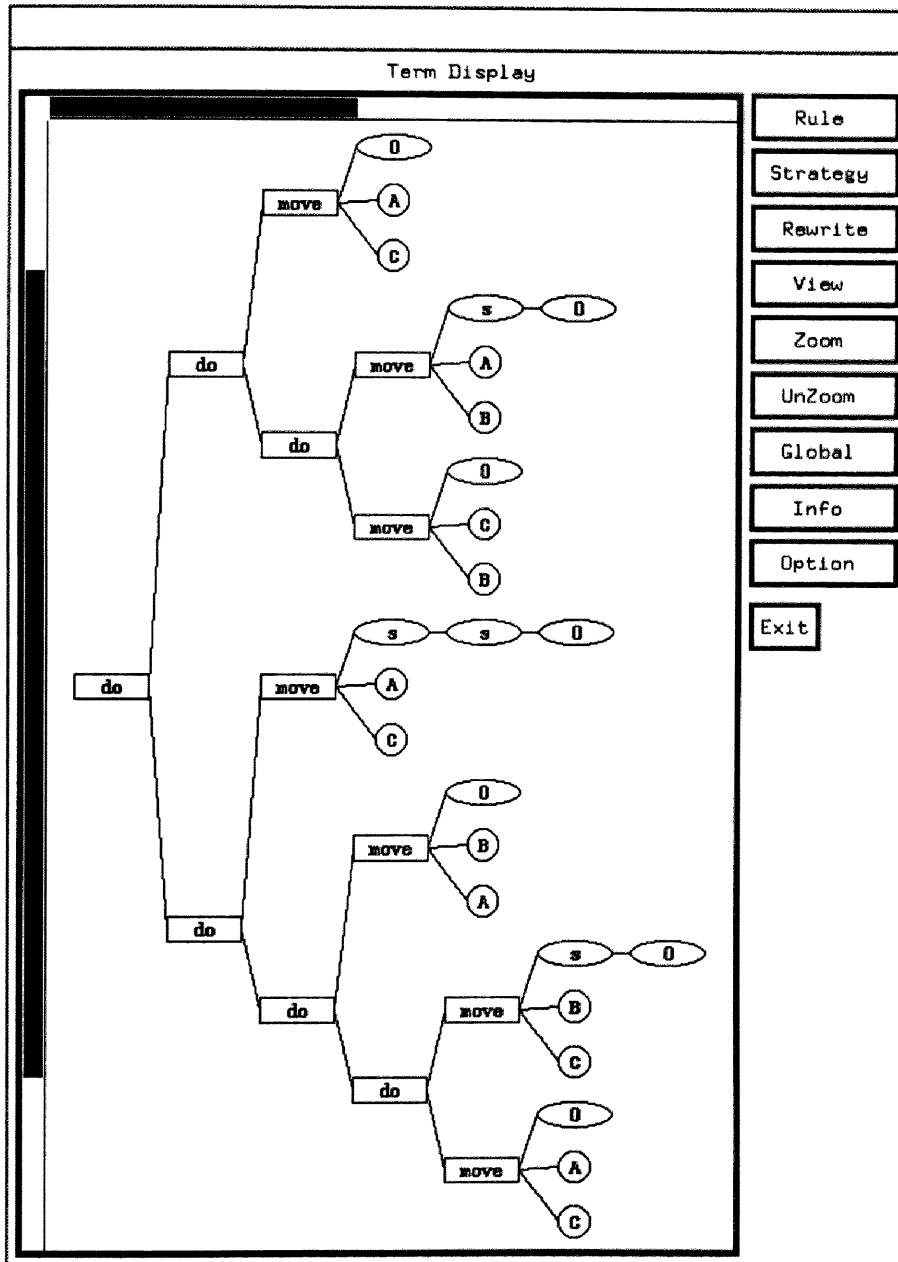 Term Display
Rule
Strategy
Rewrite
View
Zoom
UnZoom
Global
Info
Option
Exit
0
move
A
C
s 0
do
move
A
B
do
0
move
C
B
s s 0
do
move
A
C
0
move
B
A
do
s 0
do
move
B
C
do
0
move
A
C